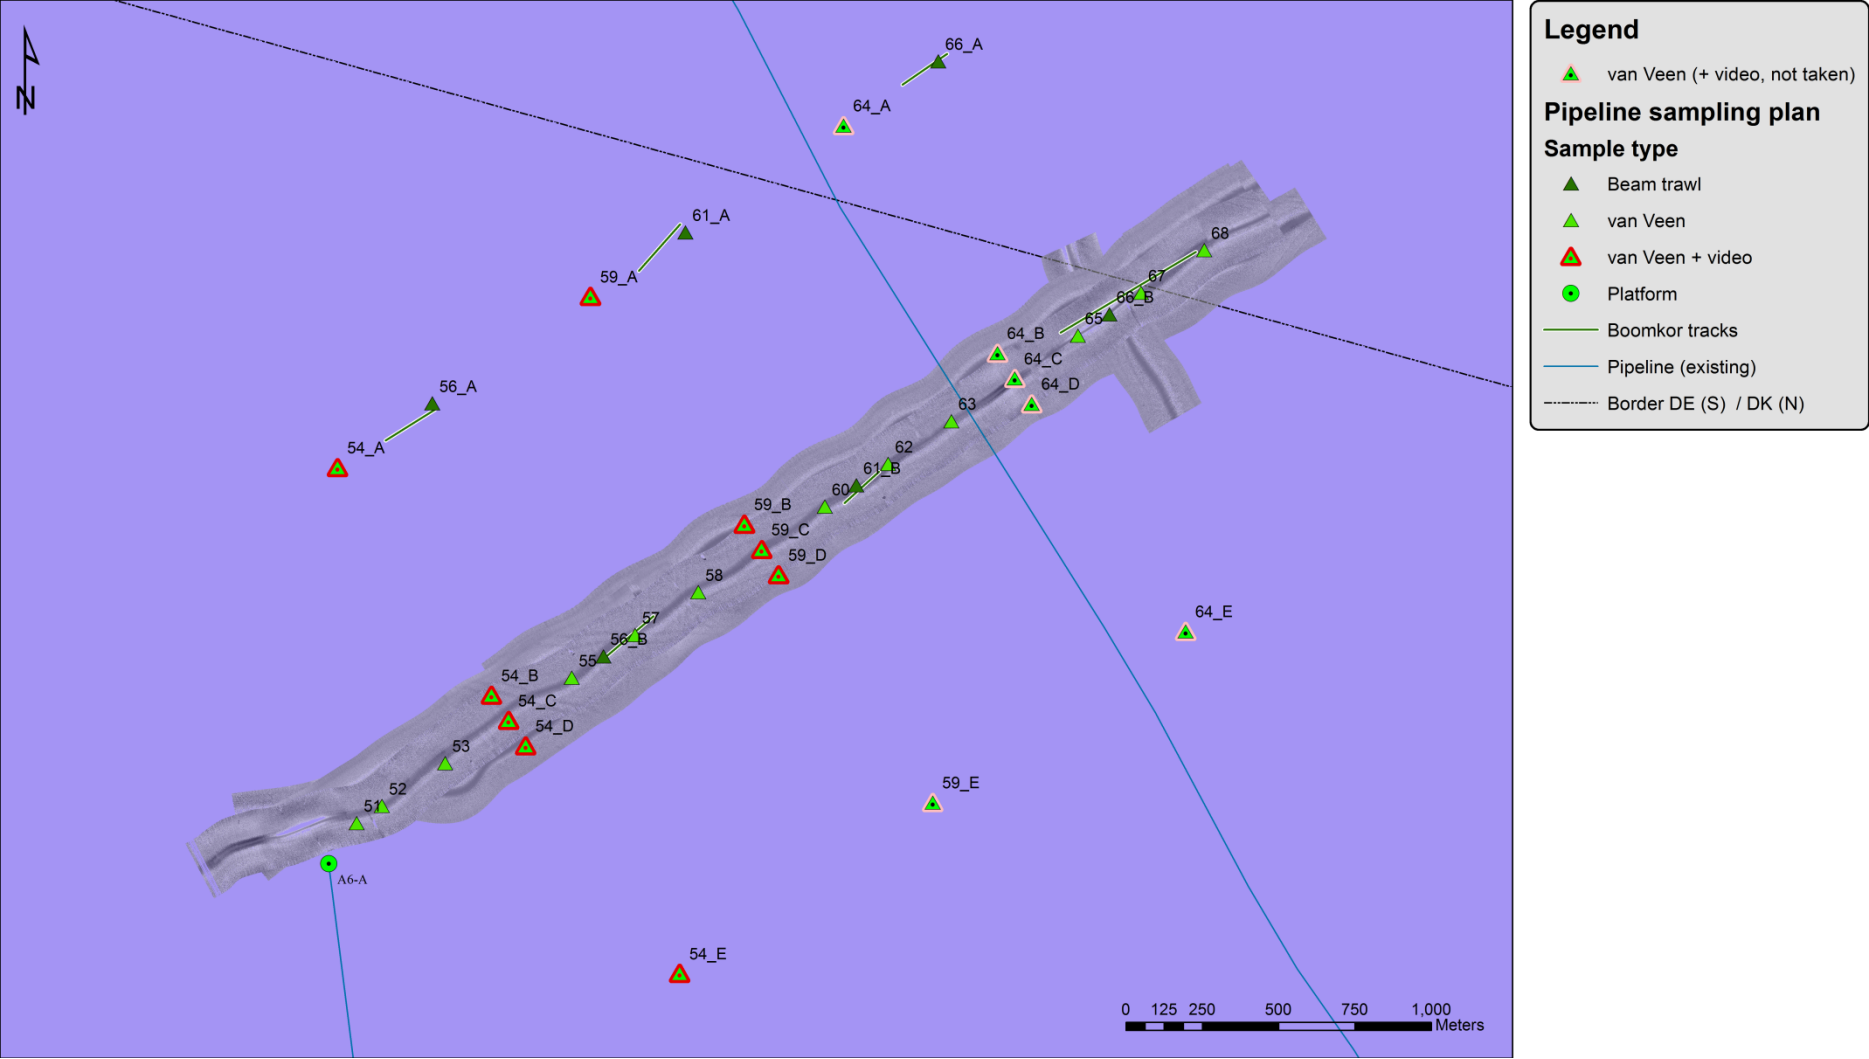 N
66_A
64_A
61_A
59_A
56_A
54_A
68
67
66_B
65
64_B
64_C
64_D
63
62
61_B
60
59_B
59_C
59_D
58
57
56_B
55
54_B
54_C
54_D
53
52
51
A6-A
64_E
59_E
54_E
0 125 250 500 750 1,000
Meters
Legend
van Veen (+ video, not taken)
Pipeline sampling plan
Sample type
Beam trawl
van Veen
van Veen + video
Platform
Boomkor tracks
Pipeline (existing)
Border DE (S) / DK (N)